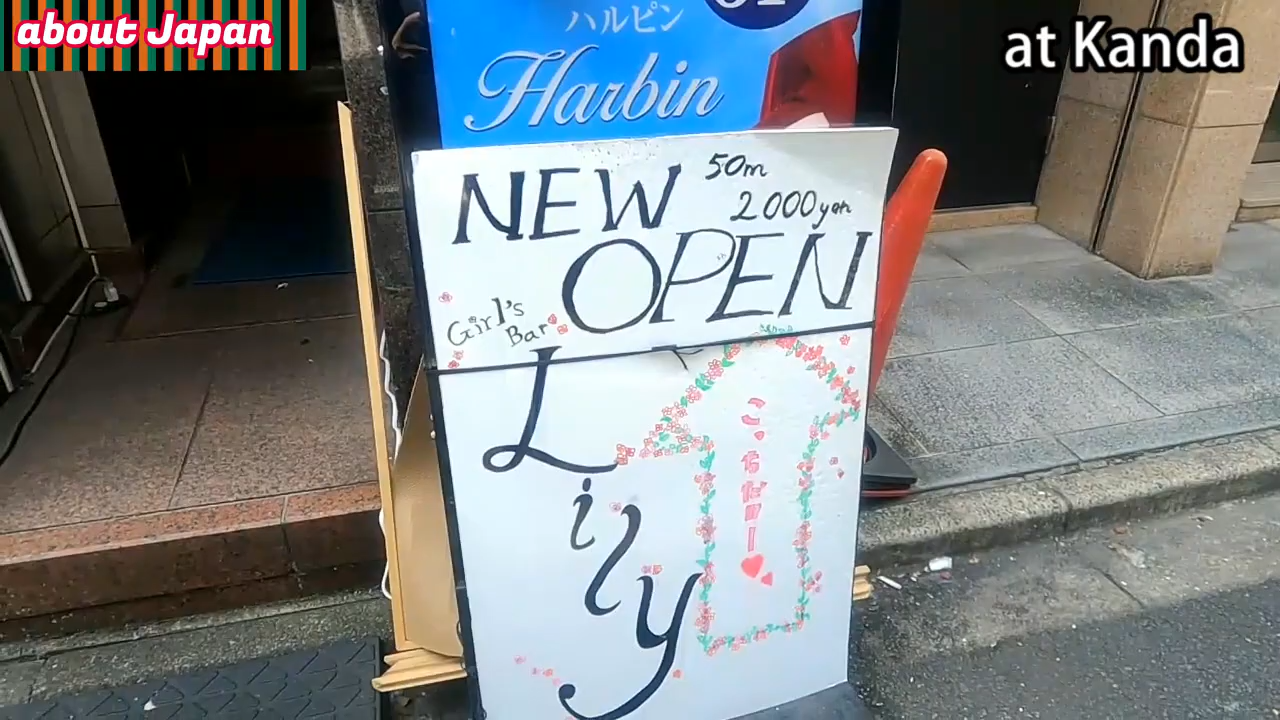 about Japan
at Kanda
ハルピン
Harbin
NEW
50m
2000yen
OPEN
Girl's
Bar
Lily
こっちだヨー